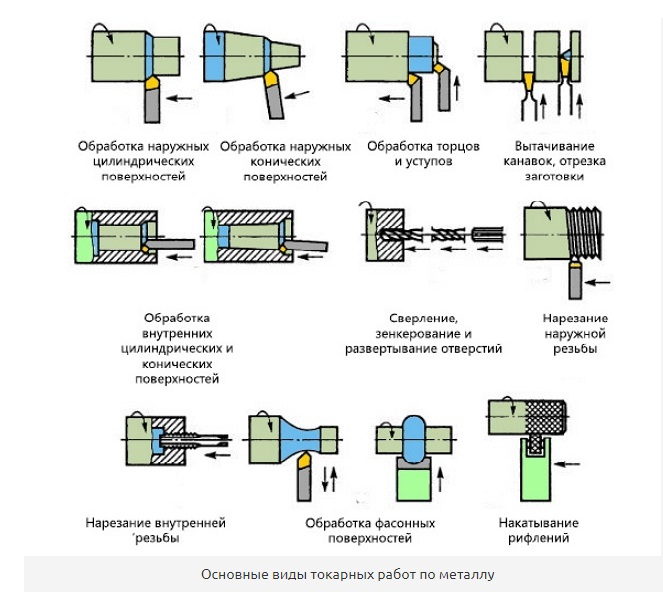 Обработка наружных
цилиндрических
поверхностей
Обработка наружных
конических
поверхностей
Обработка торцов
и уступов
Вытачивание
канавок, отрезка
заготовки
Обработка
внутренних
цилиндрических и
конических
поверхностей
Сверление,
зенкерование и
развертывание отверстий
Нарезание
наружной
резьбы
Нарезание внутренней
резьбы
Обработка фасонных
поверхностей
Накатывание
рифлений
Основные виды токарных работ по металлу